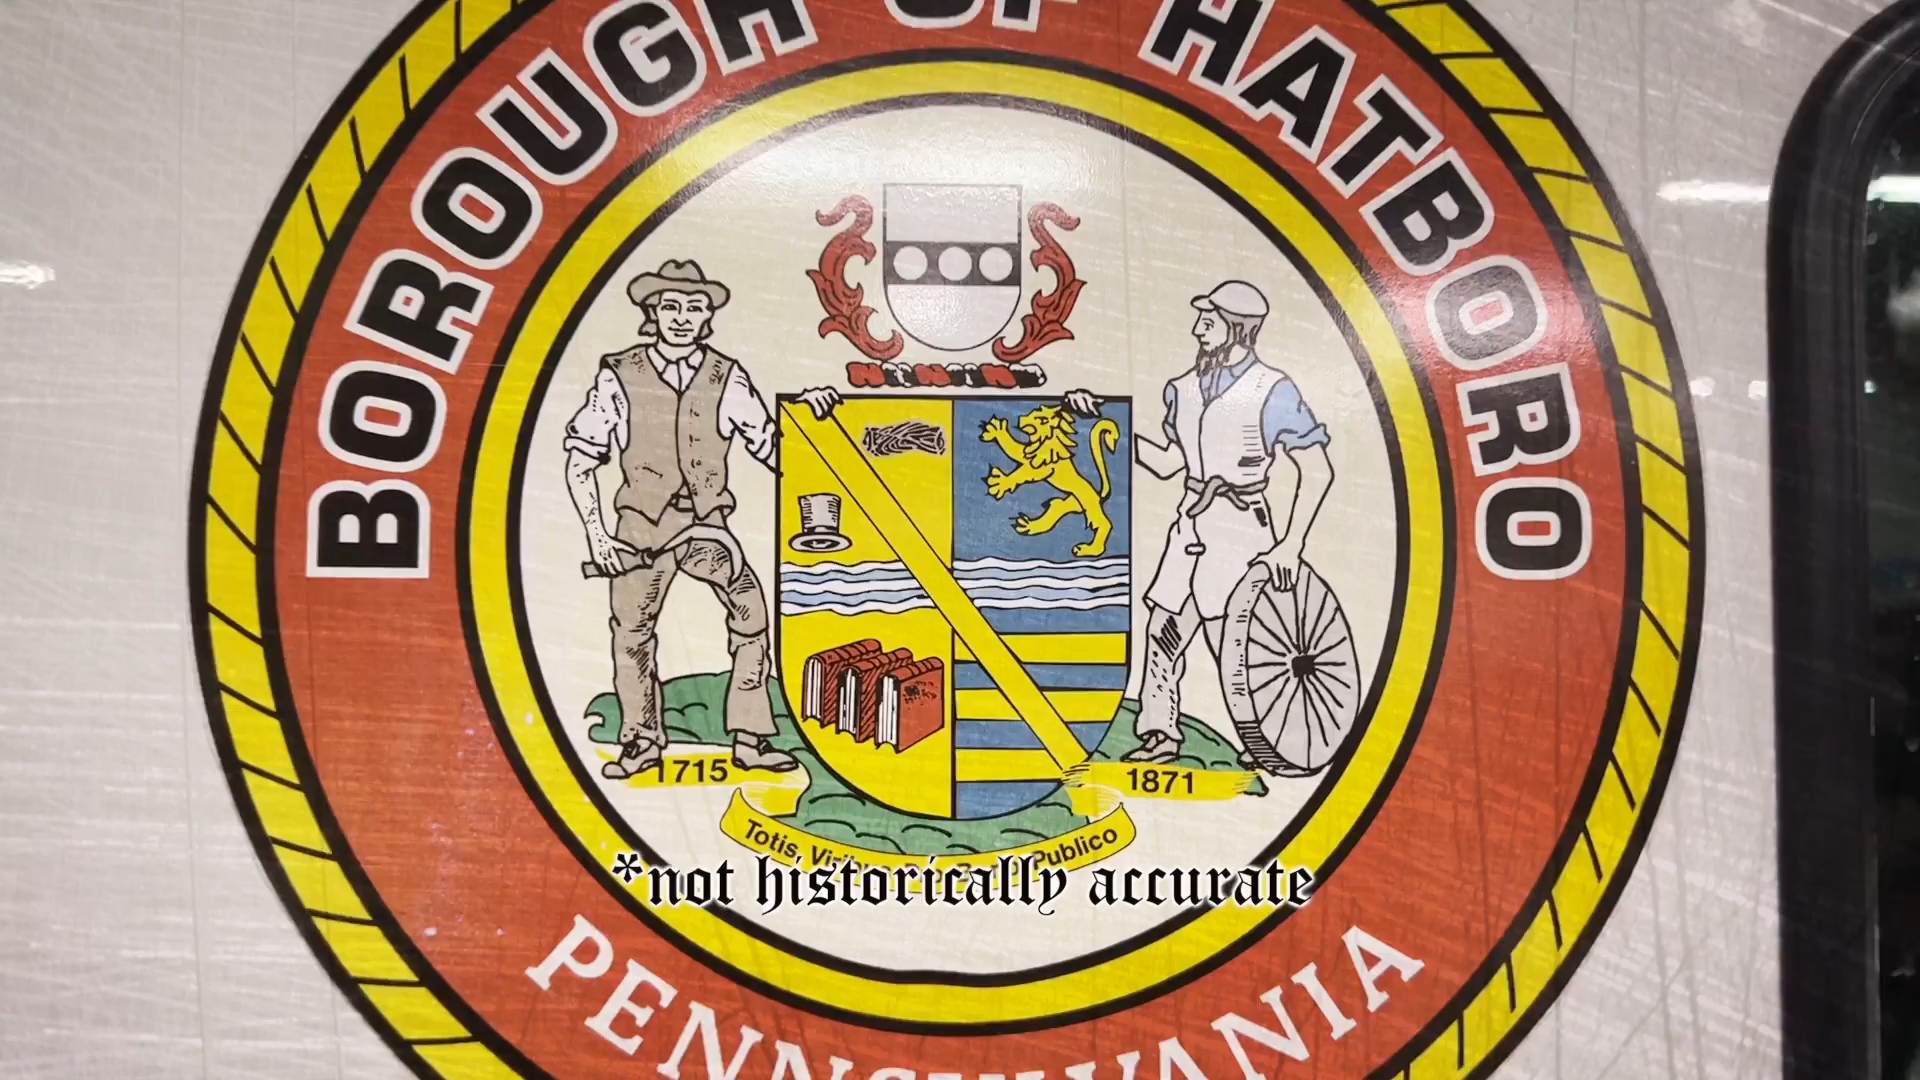 BOROUGH OF HATBORO
1715
1871
Totis Publico
*not historically accurate
PENNSYLVANIA